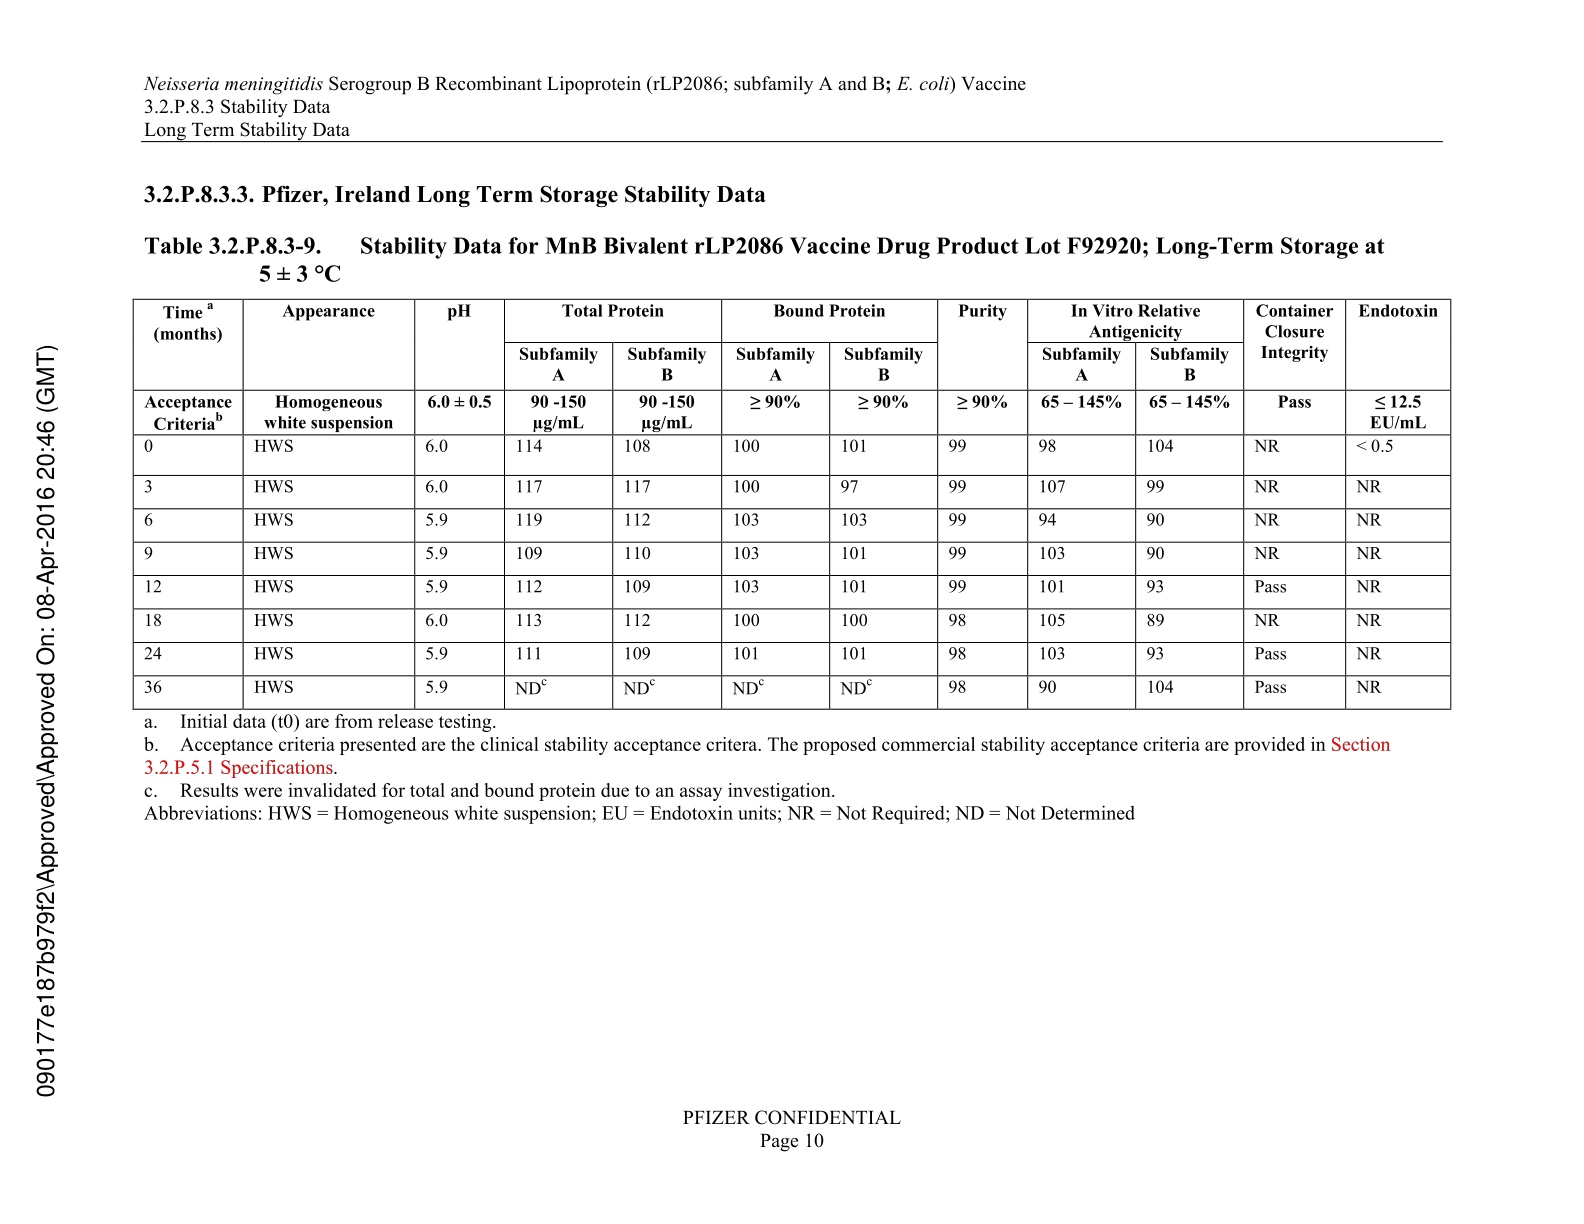 Neisseria meningitidis Serogroup B Recombinant Lipoprotein (rLP2086; subfamily A and B; E. coli) Vaccine
3.2.P.8.3 Stability Data
Long Term Stability Data
3.2.P.8.3.3. Pfizer, Ireland Long Term Storage Stability Data
Table 3.2.P.8.3-9. Stability Data for MnB Bivalent rLP2086 Vaccine Drug Product Lot F92920; Long-Term Storage at
5 ± 3 °C
Time a Appearance pH Total Protein Bound Protein Purity In Vitro Relative Container Endotoxin
(months) Antigenicity Closure
Subfamily Subfamily Subfamily Subfamily Subfamily Subfamily Integrity
A B A B A B
Acceptance Homogeneous 6.0 ± 0.5 90 -150 90 -150 ≥ 90% ≥ 90% ≥ 90% 65 – 145% 65 – 145% Pass ≤ 12.5
Criteriab white suspension µg/mL µg/mL EU/mL
0 HWS 6.0 114 108 100 101 99 98 104 NR < 0.5
3 HWS 6.0 117 117 100 97 99 107 99 NR NR
6 HWS 5.9 119 112 103 103 99 94 90 NR NR
9 HWS 5.9 109 110 103 101 99 103 90 NR NR
12 HWS 5.9 112 109 103 101 99 101 93 Pass NR
18 HWS 6.0 113 112 100 100 98 105 89 NR NR
24 HWS 5.9 111 109 101 101 98 103 93 Pass NR
36 HWS 5.9 NDc NDc NDc NDc 98 90 104 Pass NR
a. Initial data (t0) are from release testing.
b. Acceptance criteria presented are the clinical stability acceptance critera. The proposed commercial stability acceptance criteria are provided in Section
3.2.P.5.1 Specifications.
c. Results were invalidated for total and bound protein due to an assay investigation.
Abbreviations: HWS = Homogeneous white suspension; EU = Endotoxin units; NR = Not Required; ND = Not Determined
PFIZER CONFIDENTIAL
Page 10
090177e187b979f2\Approved\Approved On: 08-Apr-2016 20:46 (GMT)